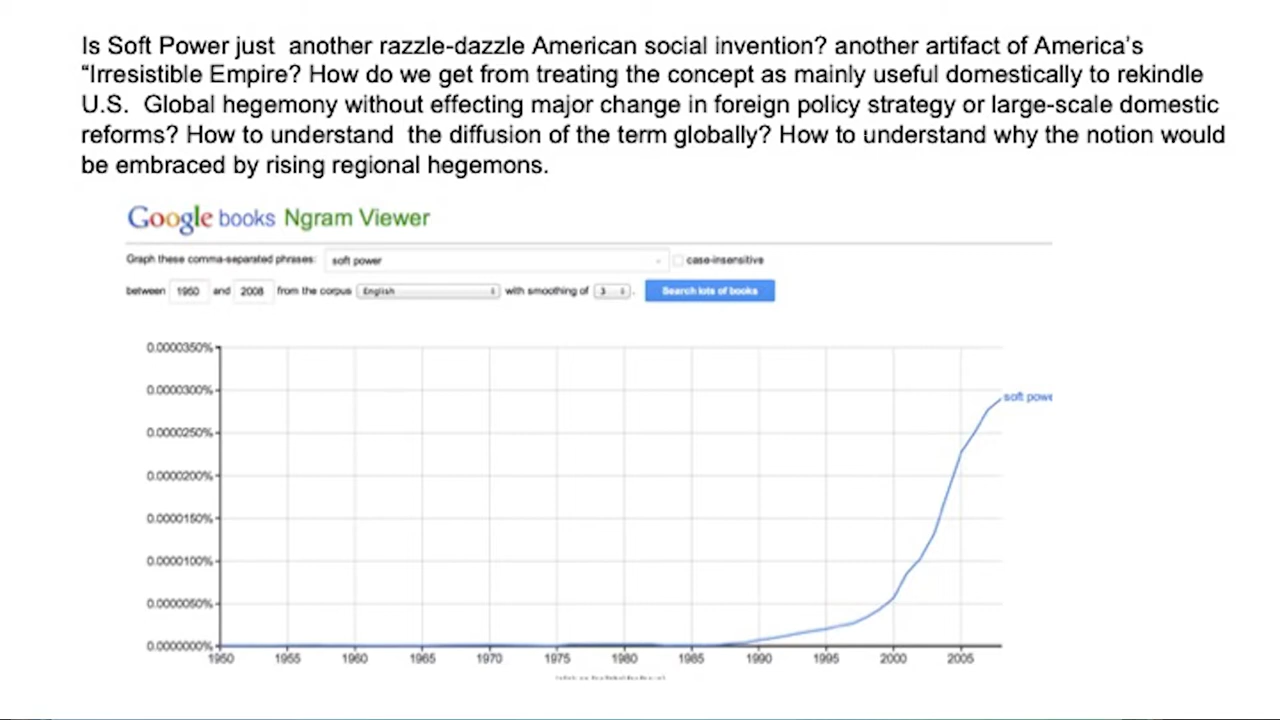 Is Soft Power just another razzle-dazzle American social invention? another artifact of America's
“Irresistible Empire? How do we get from treating the concept as mainly useful domestically to rekindle
U.S. Global hegemony without effecting major change in foreign policy strategy or large-scale domestic
reforms? How to understand the diffusion of the term globally? How to understand why the notion would
be embraced by rising regional hegemons.
Google books Ngram Viewer
Graph these comma-separated phrases: soft power case-insensitive
between 1950 and 2008 from the corpus English with smoothing of 3 . Search lots of books
0.0000350%
0.0000300%
soft powe
0.0000250%
0.0000200%
0.0000150%
0.0000100%
0.0000050%
0.0000000%
1950 1955 1960 1965 1970 1975 1980 1985 1990 1995 2000 2005